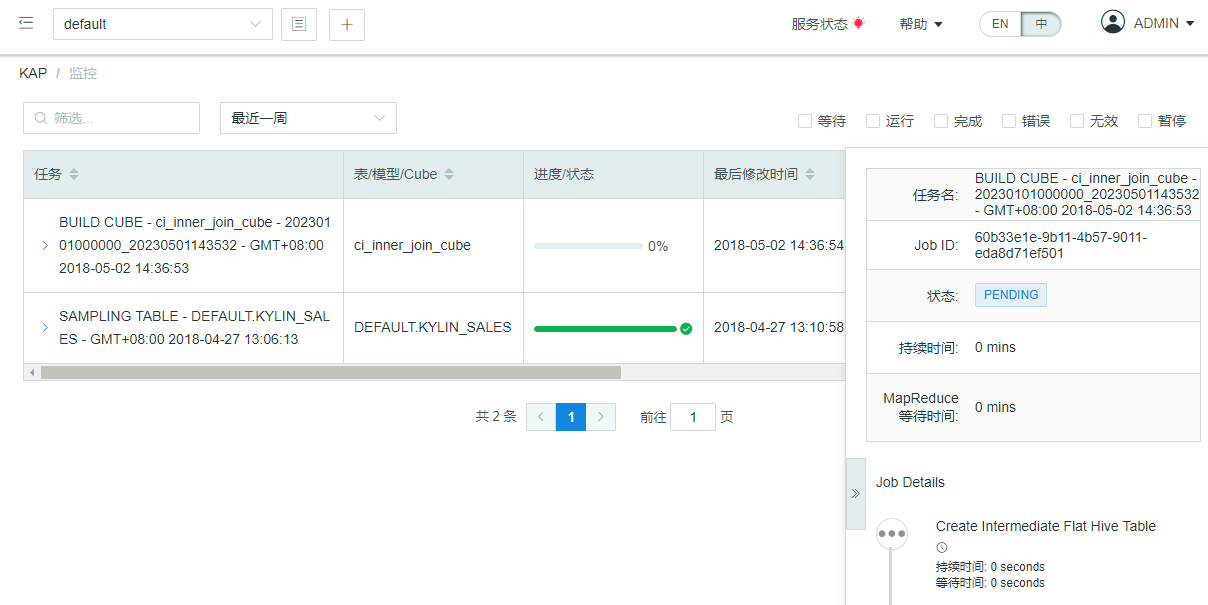 default
服务状态
帮助
EN
中
ADMIN
KAP / 监控
筛选...
最近一周
等待
运行
完成
错误
无效
暂停
任务
表/模型/Cube
进度/状态
最后修改时间
BUILD CUBE - ci_inner_join_cube - 202301
01000000_20230501143532 - GMT+08:00
2018-05-02 14:36:53
ci_inner_join_cube
0%
2018-05-02 14:36:54
SAMPLING TABLE - DEFAULT.KYLIN_SAL
ES - GMT+08:00 2018-04-27 13:06:13
DEFAULT.KYLIN_SALES
2018-04-27 13:10:58
共 2 条
1
前往 1 页
任务名:
BUILD CUBE - ci_inner_join_cube -
20230101000000_20230501143532
- GMT+08:00 2018-05-02 14:36:53
Job ID:
60b33e1e-9b11-4b57-9011-
eda8d71ef501
状态:
PENDING
持续时间:
0 mins
MapReduce
等待时间:
0 mins
Job Details
Create Intermediate Flat Hive Table
持续时间: 0 seconds
等待时间: 0 seconds